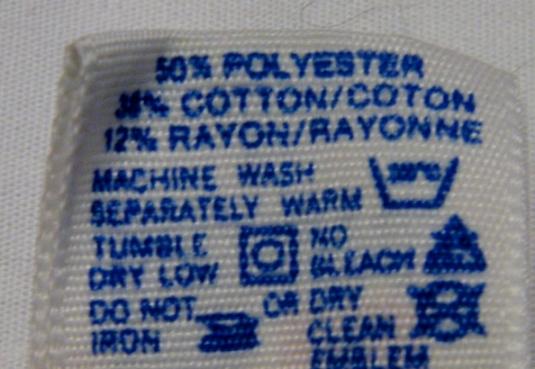 50% POLYESTER
38% COTTON/COTON
12% RAYON/RAYONNE
MACHINE WASH
SEPARATELY WARM
TUMBLE NO
DRY LOW BLEACH
DO NOT OR DRY
IRON CLEAN
EMBLEM